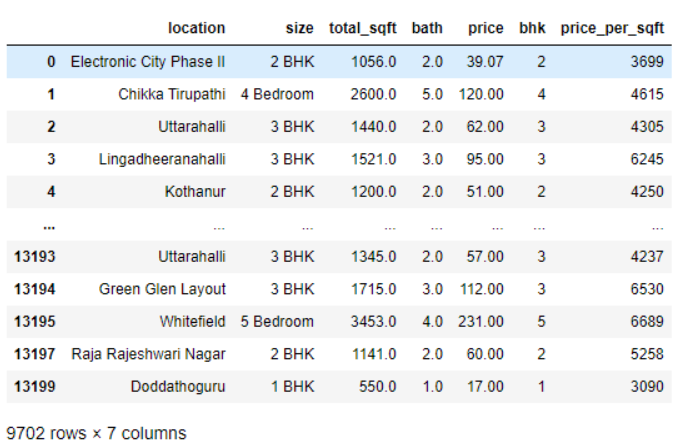 location size total_sqft bath price bhk price_per_sqft
0 Electronic City Phase II 2 BHK 1056.0 2.0 39.07 2 3699
1 Chikka Tirupathi 4 Bedroom 2600.0 5.0 120.00 4 4615
2 Uttarahalli 3 BHK 1440.0 2.0 62.00 3 4305
3 Lingadheeranahalli 3 BHK 1521.0 3.0 95.00 3 6245
4 Kothanur 2 BHK 1200.0 2.0 51.00 2 4250
... ... ... ... ... ... ... ...
13193 Uttarahalli 3 BHK 1345.0 2.0 57.00 3 4237
13194 Green Glen Layout 3 BHK 1715.0 3.0 112.00 3 6530
13195 Whitefield 5 Bedroom 3453.0 4.0 231.00 5 6689
13197 Raja Rajeshwari Nagar 2 BHK 1141.0 2.0 60.00 2 5258
13199 Doddathoguru 1 BHK 550.0 1.0 17.00 1 3090
9702 rows × 7 columns